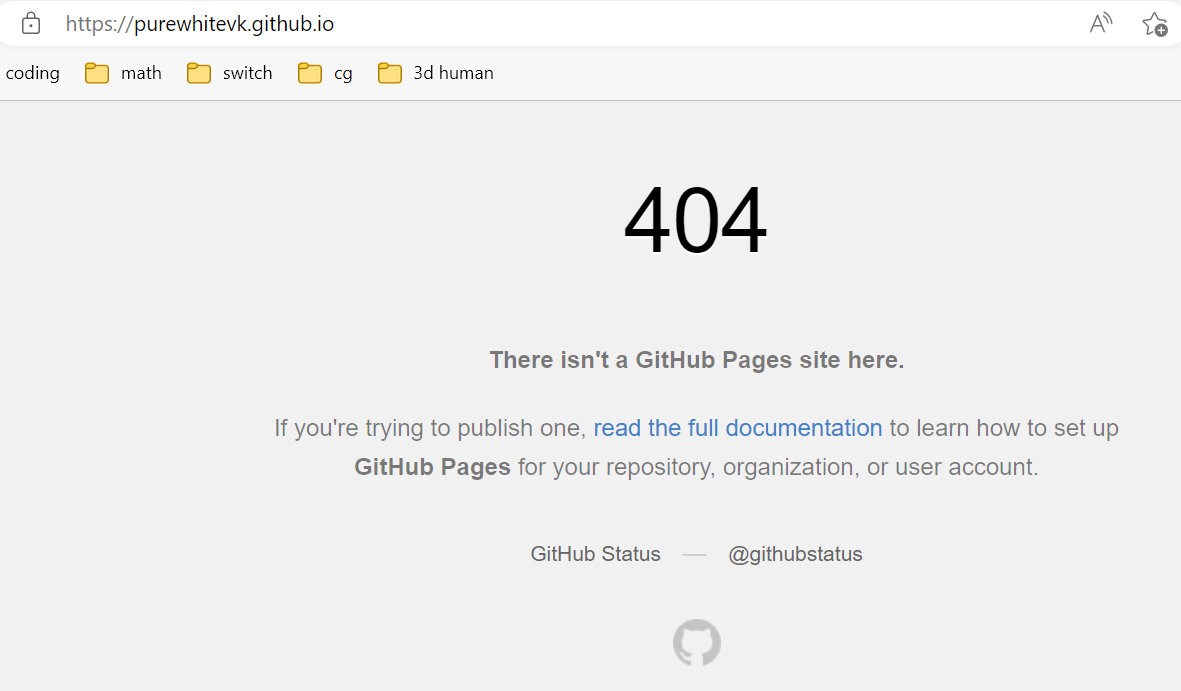 https://purewhitevk.github.io
coding math switch cg 3d human
404
There isn't a GitHub Pages site here.
If you're trying to publish one, read the full documentation to learn how to set up
GitHub Pages for your repository, organization, or user account.
GitHub Status — @githubstatus